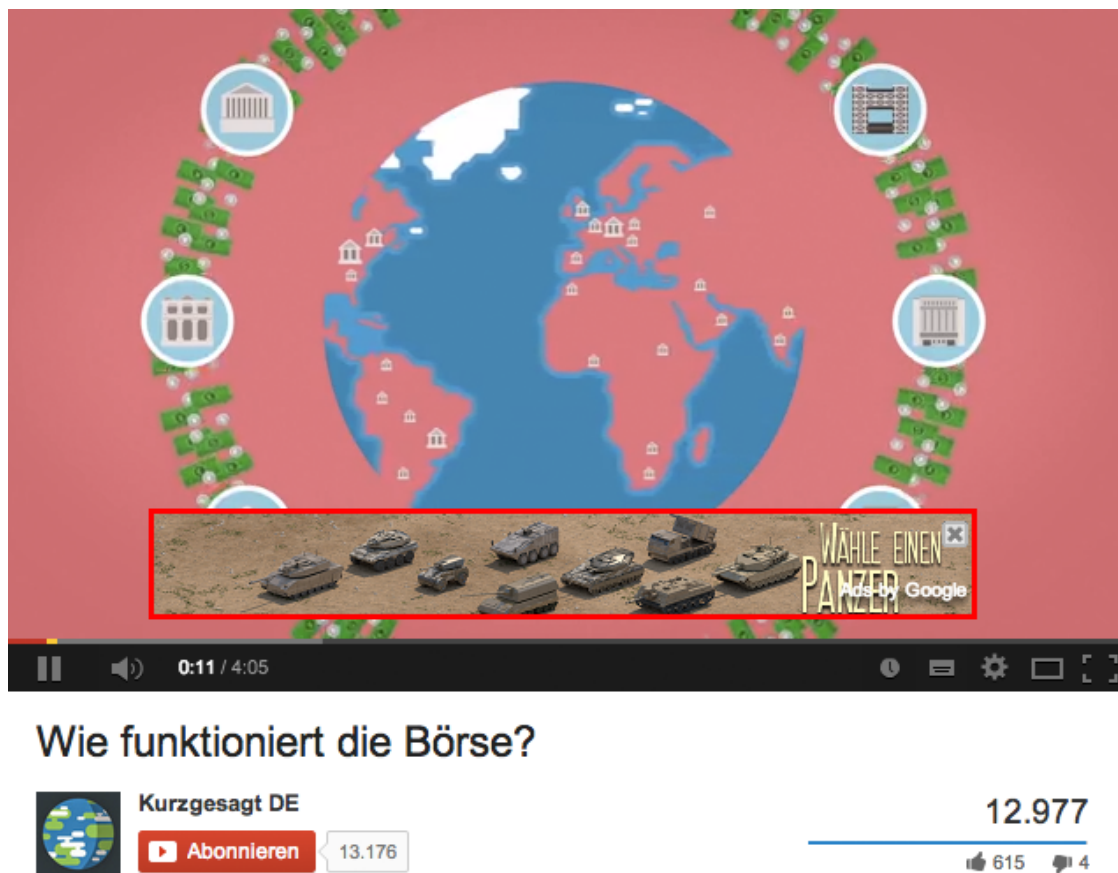 WÄHLE EINEN
PANZER
Ads by Google
0:11 / 4:05
Wie funktioniert die Börse?
Kurzgesagt DE
Abonnieren
13.176
12.977
615
4